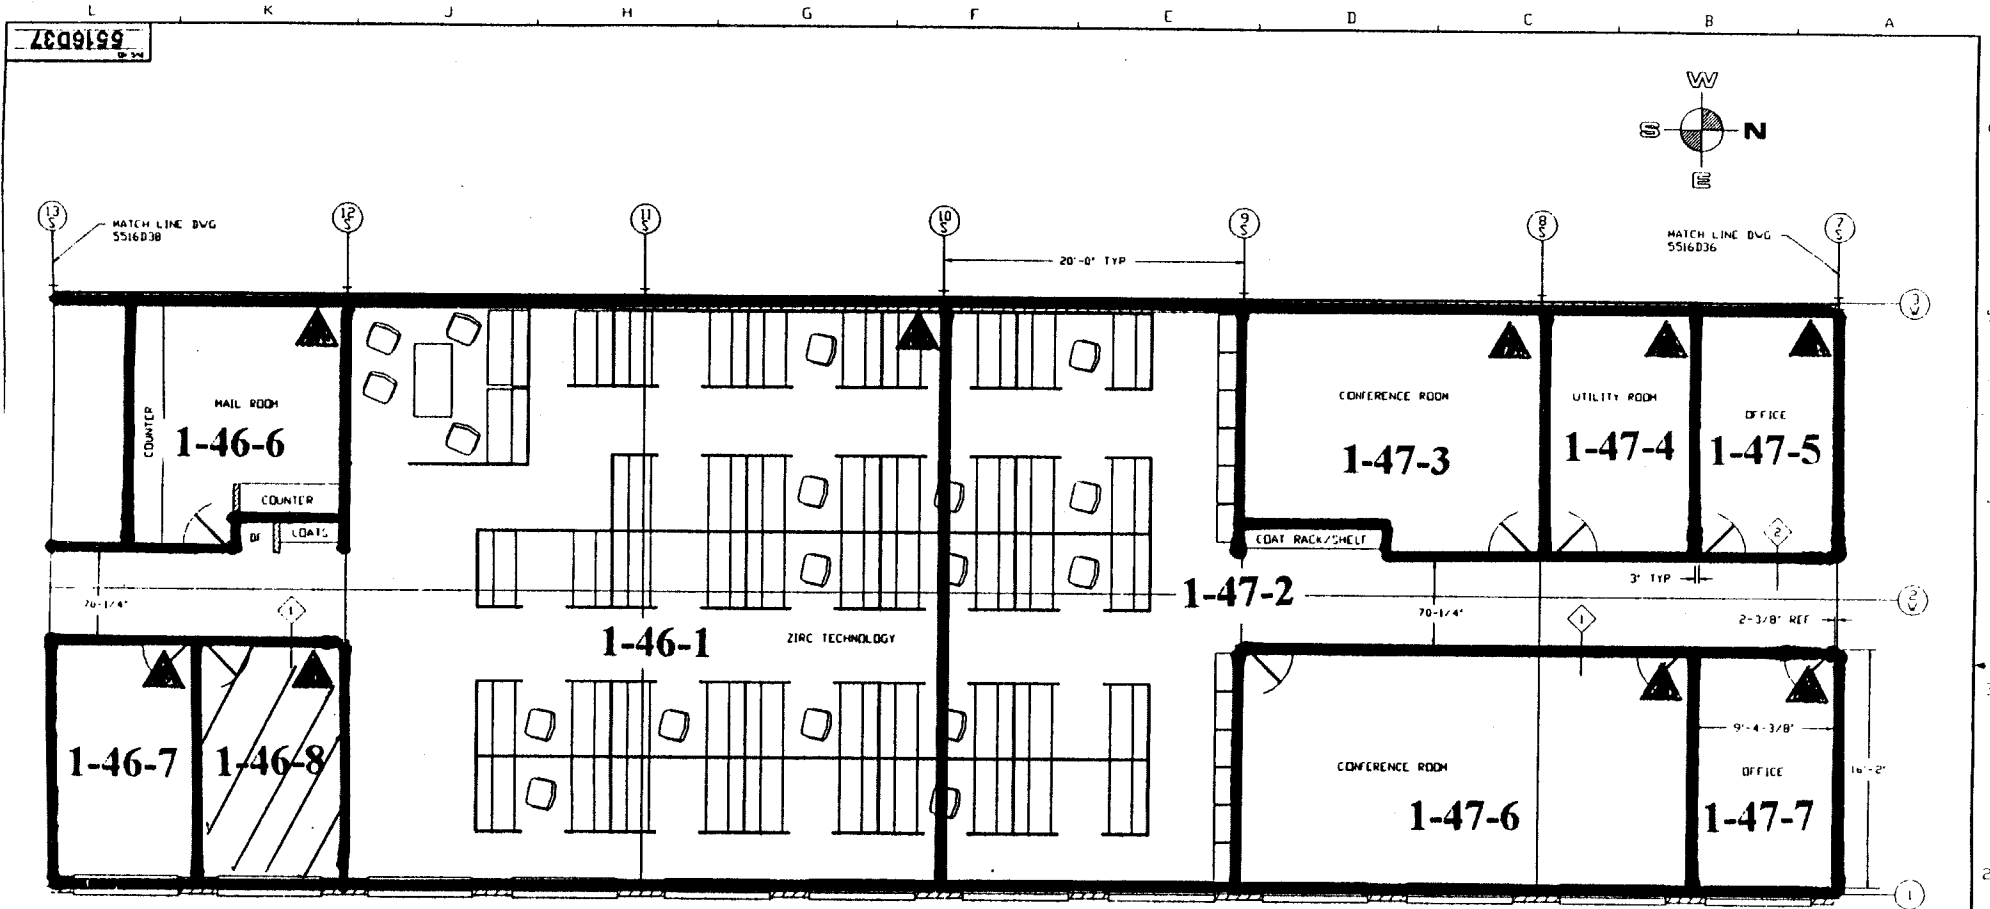 L K J H G F E D C B A
5516D37
W
S N
E
13 S
12 S
11 S
10 S
9 S
8 S
7 S
MATCH LINE DWG
5516D38
MATCH LINE DWG
5516D36
20'-0" TYP
3 W
MAIL ROOM
COUNTER
1-46-6
COUNTER
DF
COATS
CONFERENCE ROOM
1-47-3
UTILITY ROOM
1-47-4
OFFICE
1-47-5
COAT RACK/SHELF
2
3" TYP
1-47-2
2 W
70-1/4"
1
70-1/4"
1
2-3/8" REF
1-46-1
ZIRC TECHNOLOGY
3
1-46-7
1-46-8
CONFERENCE ROOM
1-47-6
9'-4-3/8"
OFFICE
1-47-7
16'-2"
2
1